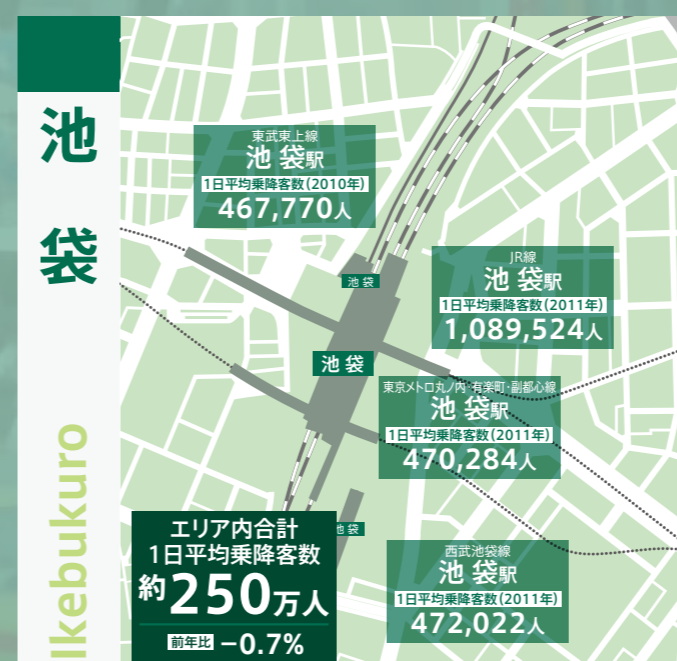 池袋
Ikebukuro
東武東上線
池袋駅
1日平均乗降客数(2010年)
467,770人
池袋
JR線
池袋駅
1日平均乗降客数(2011年)
1,089,524人
池袋
東京メトロ丸ノ内・有楽町・副都心線
池袋駅
1日平均乗降客数(2011年)
470,284人
池袋
エリア内合計
1日平均乗降客数
約250万人
前年比 −0.7%
西武池袋線
池袋駅
1日平均乗降客数(2011年)
472,022人